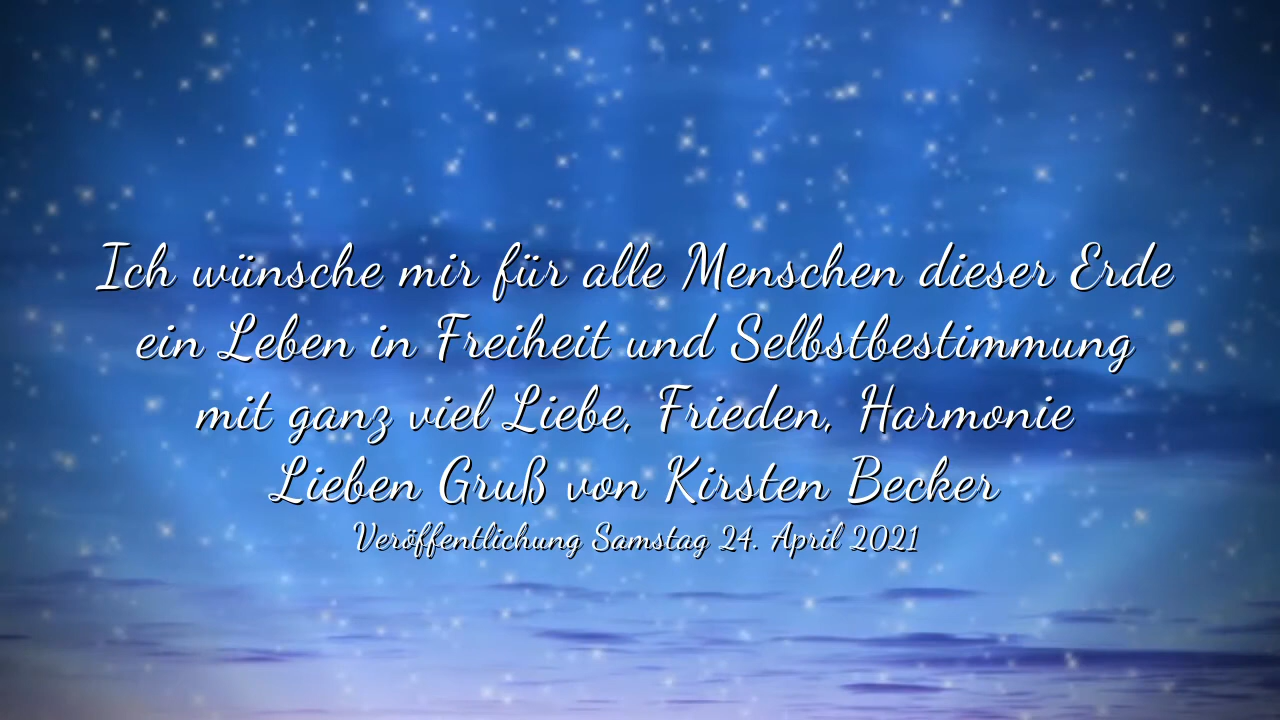 Ich wünsche mir für alle Menschen dieser Erde
ein Leben in Freiheit und Selbstbestimmung
mit ganz viel Liebe, Frieden, Harmonie
Lieben Gruß von Kirsten Becker
Veröffentlichung Samstag 24. April 2021